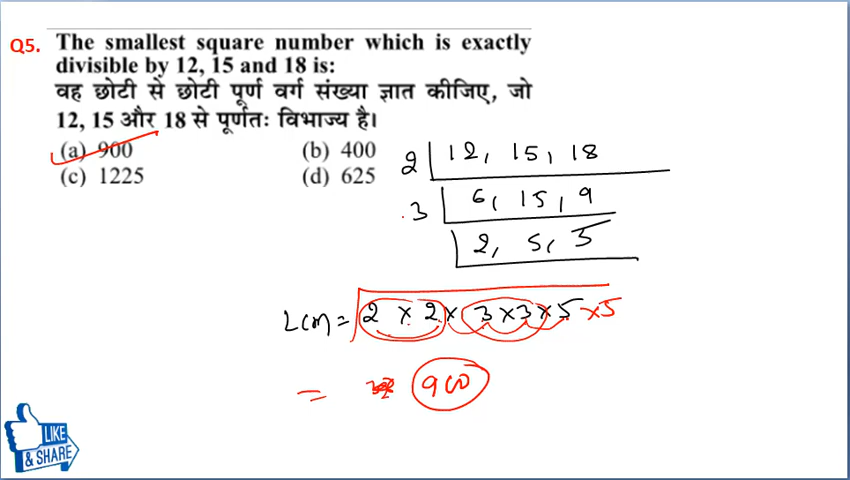 Q5. The smallest square number which is exactly
divisible by 12, 15 and 18 is:
वह छोटी से छोटी पूर्ण वर्ग संख्या ज्ञात कीजिए, जो
12, 15 और 18 से पूर्णतः विभाज्य है।
(a) 900 (b) 400
(c) 1225 (d) 625
2 | 12, 15, 18
3 | 6, 15, 9
2, 5, 3
LCM = 2 × 2 × 3 × 3 × 5 × 5
= 900
LIKE
& SHARE